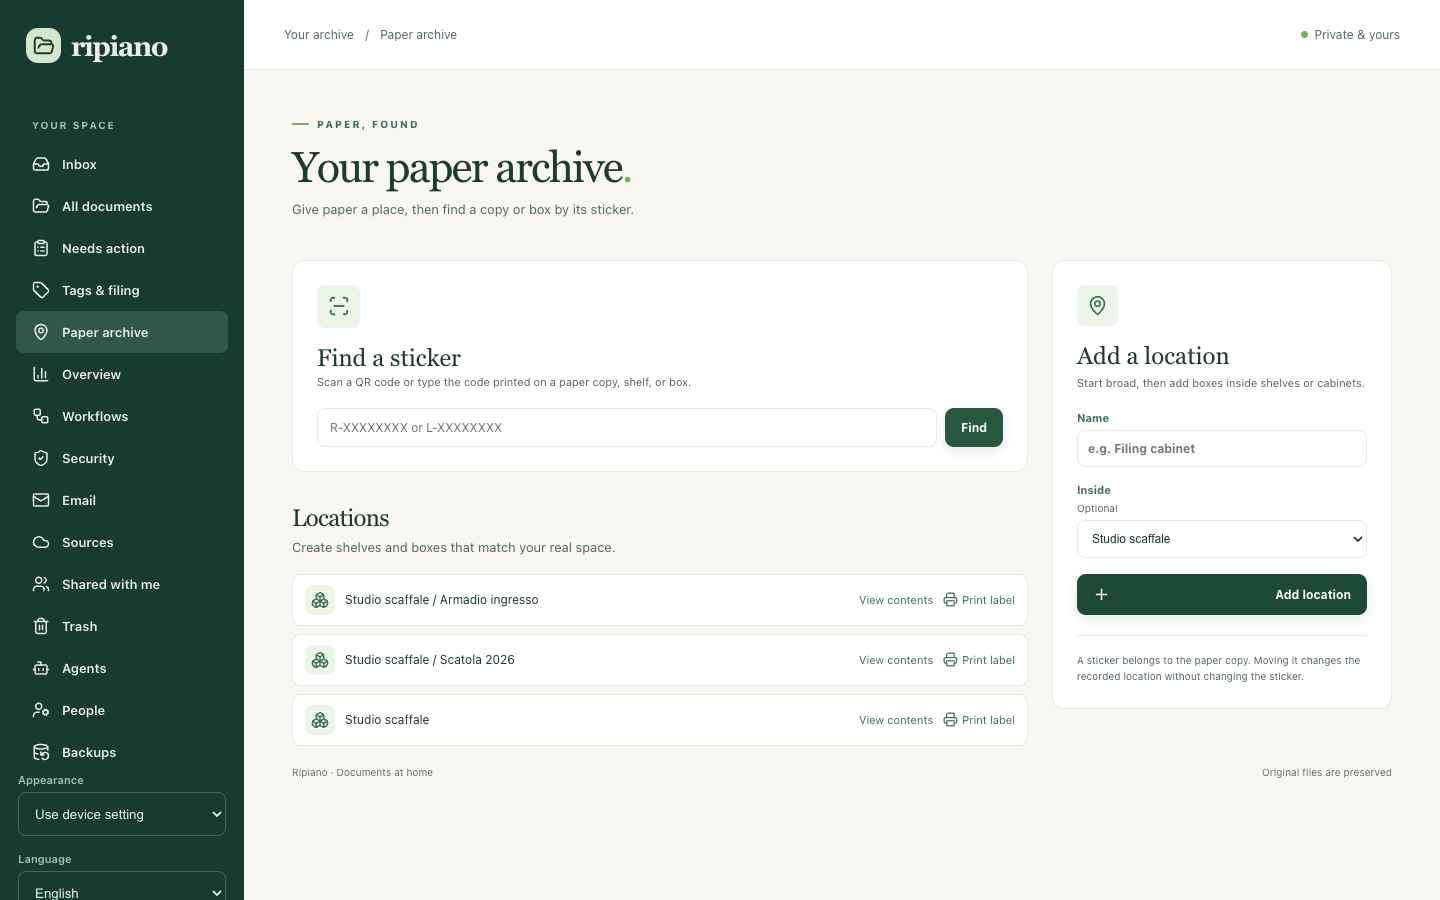 ripiano
YOUR SPACE
Inbox
All documents
Needs action
Tags & filing
Paper archive
Overview
Workflows
Security
Email
Sources
Shared with me
Trash
Agents
People
Backups
Appearance
Use device setting
Language
English
Your archive / Paper archive
Private & yours
PAPER, FOUND
Your paper archive.
Give paper a place, then find a copy or box by its sticker.
Find a sticker
Scan a QR code or type the code printed on a paper copy, shelf, or box.
R-XXXXXXXX or L-XXXXXXXX
Find
Locations
Create shelves and boxes that match your real space.
Studio scaffale / Armadio ingresso View contents Print label
Studio scaffale / Scatola 2026 View contents Print label
Studio scaffale View contents Print label
Add a location
Start broad, then add boxes inside shelves or cabinets.
Name
e.g. Filing cabinet
Inside
Optional
Studio scaffale
Add location
A sticker belongs to the paper copy. Moving it changes the
recorded location without changing the sticker.
Ripiano · Documents at home
Original files are preserved